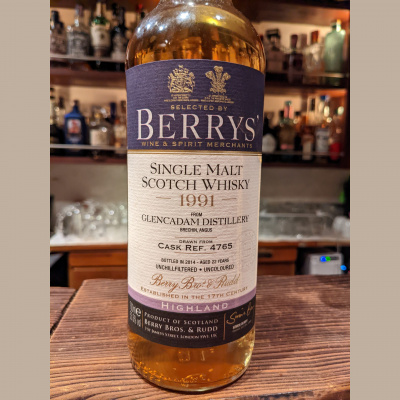 SELECTED BY
BERRYS'
WINE & SPIRIT MERCHANTS
SINGLE MALT
SCOTCH WHISKY
1991
FROM
GLENCADAM DISTILLERY
BRECHIN, ANGUS
DRAWN FROM
CASK REF. 4765
BOTTLED IN 2014 • AGED 22 YEARS
UNCHILLFILTERED • UNCOLOURED
Berry Bros. & Rudd
ESTABLISHED IN THE 17TH CENTURY
HIGHLAND
PRODUCT OF SCOTLAND
BERRY BROS. & RUDD